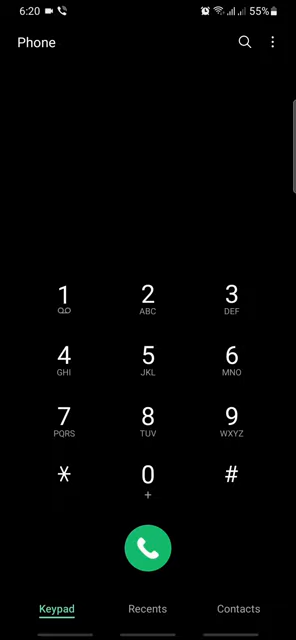 6:20 55%
Phone
1 2 3
ABC DEF
4 5 6
GHI JKL MNO
7 8 9
PQRS TUV WXYZ
* 0 #
+
Keypad Recents Contacts